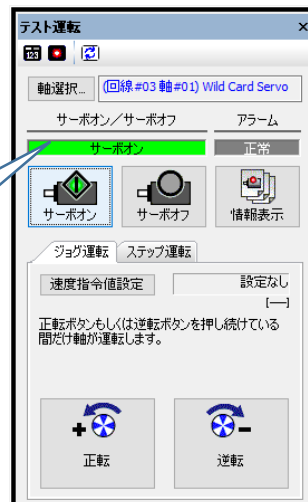 テスト運転
軸選択... (回線#03 軸#01) Wild Card Servo
サーボオン／サーボオフ アラーム
サーボオン 正常
サーボオン サーボオフ 情報表示
ジョグ運転 ステップ運転
速度指令値設定 設定なし
[---]
正転ボタンもしくは逆転ボタンを押し続けている
間だけ軸が運転します。
正転 逆転